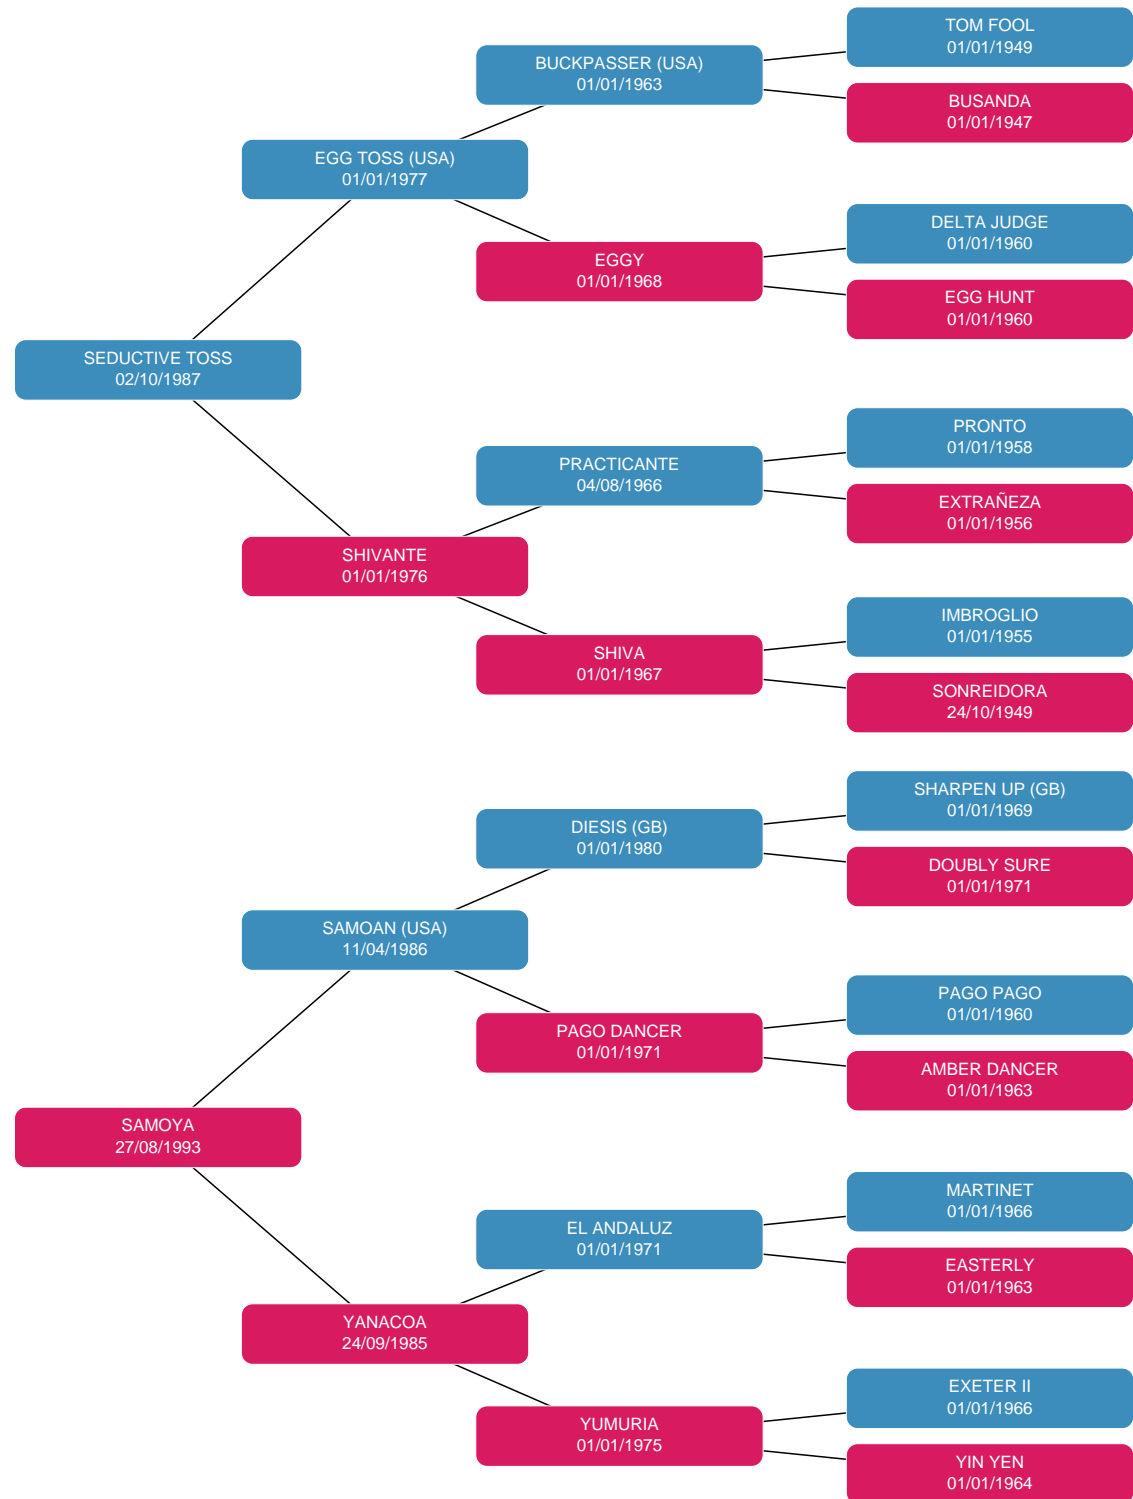 TOM FOOL
01/01/1949
BUCKPASSER (USA)
01/01/1963
BUSANDA
01/01/1947
EGG TOSS (USA)
01/01/1977
DELTA JUDGE
01/01/1960
EGGY
01/01/1968
EGG HUNT
01/01/1960
SEDUCTIVE TOSS
02/10/1987
PRONTO
01/01/1958
PRACTICANTE
04/08/1966
EXTRAÑEZA
01/01/1956
SHIVANTE
01/01/1976
IMBROGLIO
01/01/1955
SHIVA
01/01/1967
SONREIDORA
24/10/1949
SHARPEN UP (GB)
01/01/1969
DIESIS (GB)
01/01/1980
DOUBLY SURE
01/01/1971
SAMOAN (USA)
11/04/1986
PAGO PAGO
01/01/1960
PAGO DANCER
01/01/1971
AMBER DANCER
01/01/1963
SAMOYA
27/08/1993
MARTINET
01/01/1966
EL ANDALUZ
01/01/1971
EASTERLY
01/01/1963
YANACOA
24/09/1985
EXETER II
01/01/1966
YUMURIA
01/01/1975
YIN YEN
01/01/1964